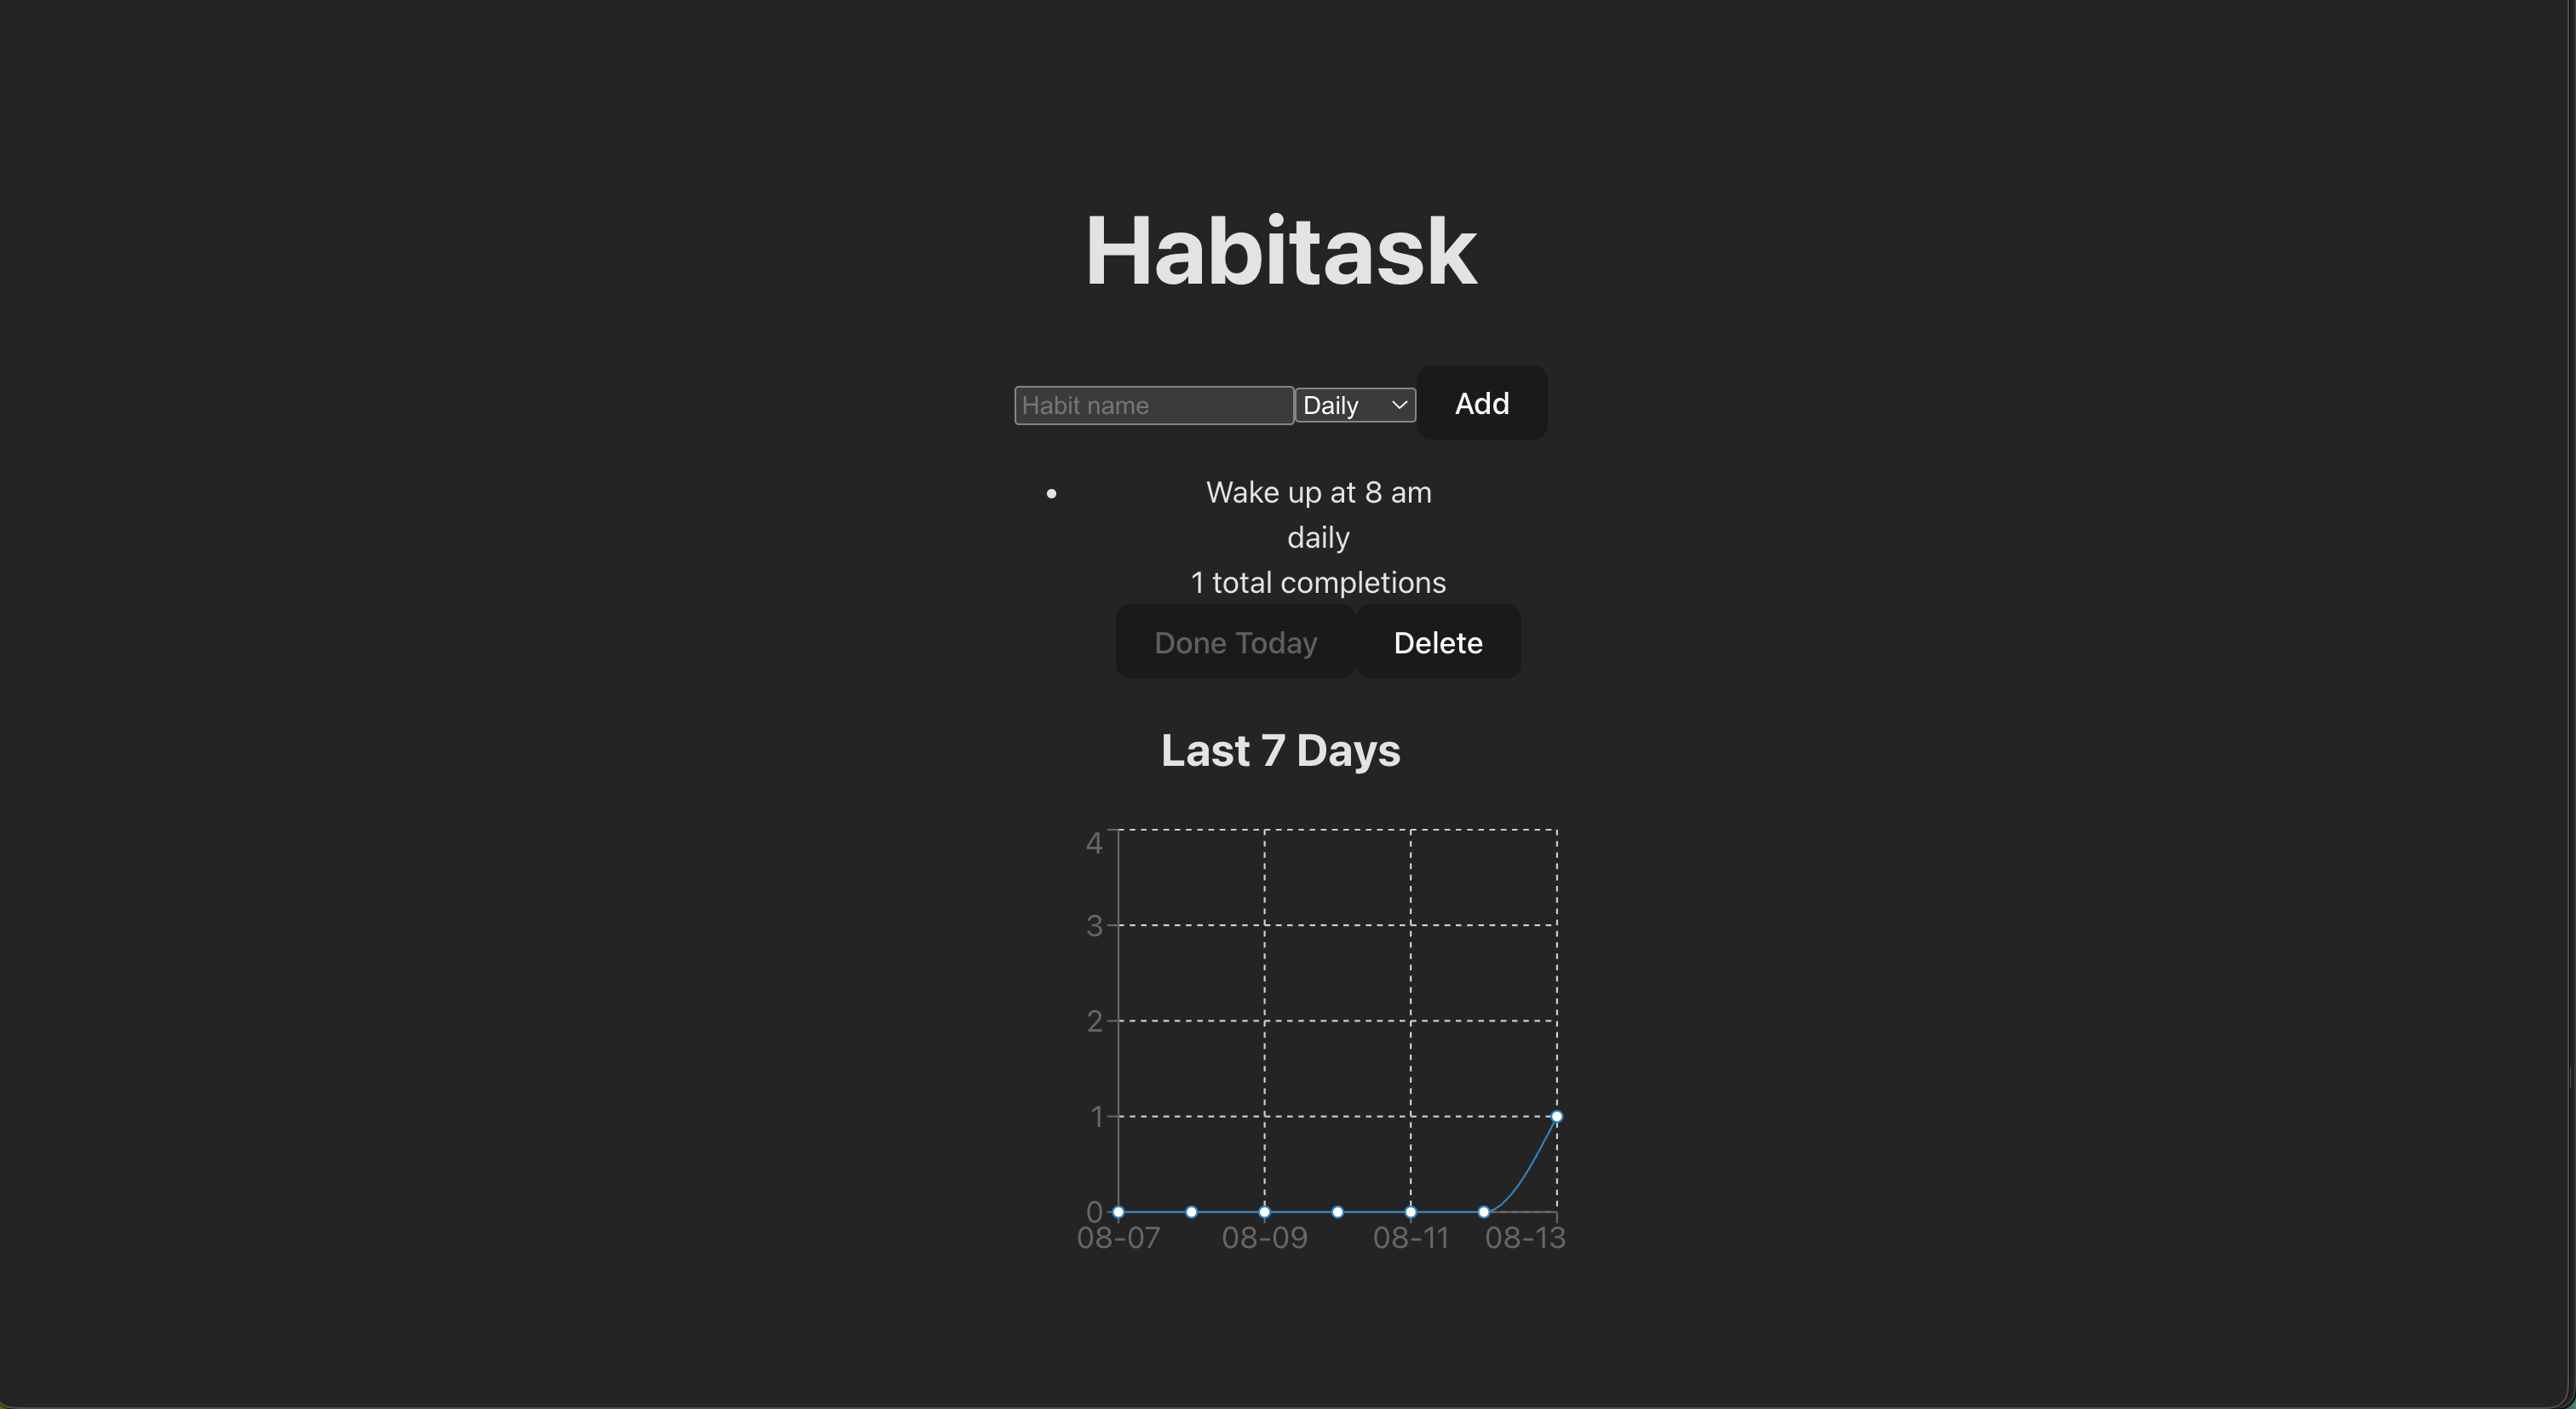 Habitask
Habit name Daily Add
Wake up at 8 am
daily
1 total completions
Done Today Delete
Last 7 Days
4
3
2
1
0
08-07 08-09 08-11 08-13